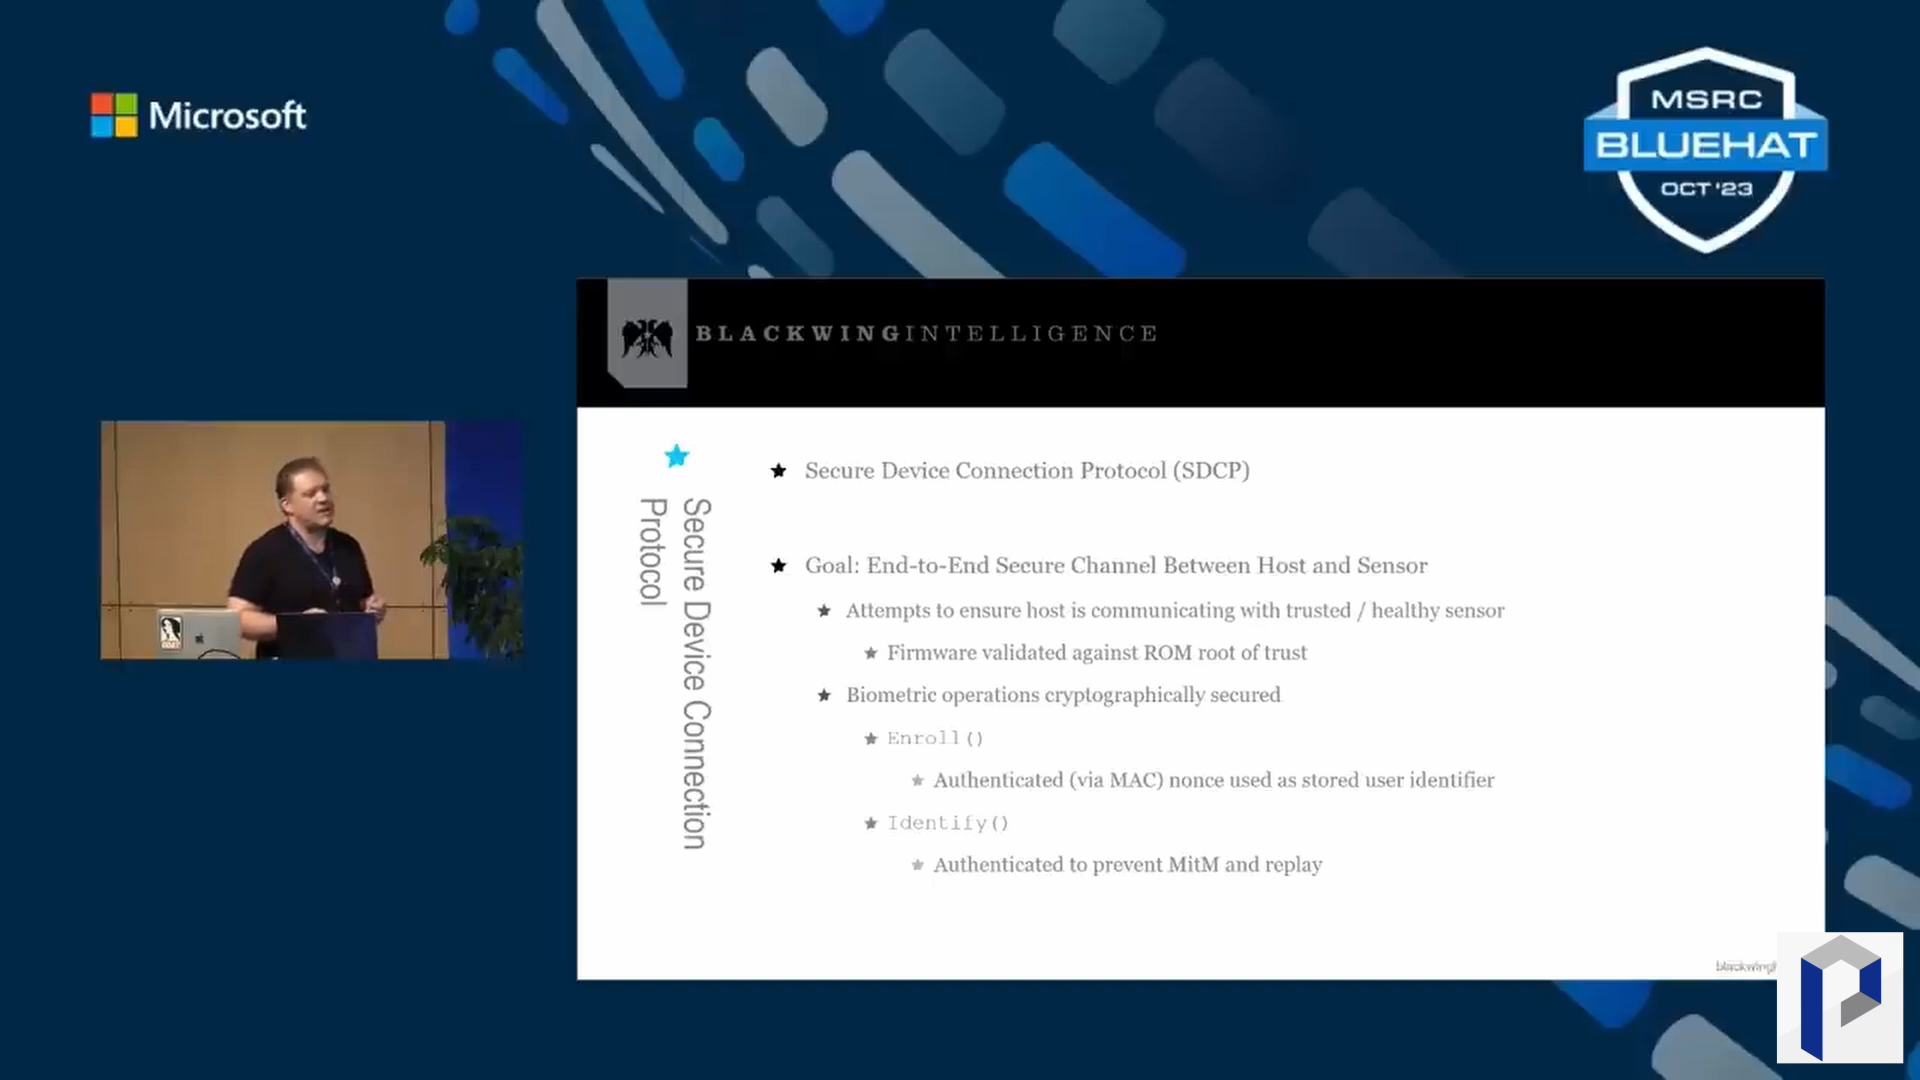 Microsoft
MSRC
BLUEHAT
OCT '23
BLACKWINGINTELLIGENCE
Secure Device Connection
Protocol
★ Secure Device Connection Protocol (SDCP)
★ Goal: End-to-End Secure Channel Between Host and Sensor
★ Attempts to ensure host is communicating with trusted / healthy sensor
★ Firmware validated against ROM root of trust
★ Biometric operations cryptographically secured
★ Enroll()
★ Authenticated (via MAC) nonce used as stored user identifier
★ Identify()
★ Authenticated to prevent MitM and replay